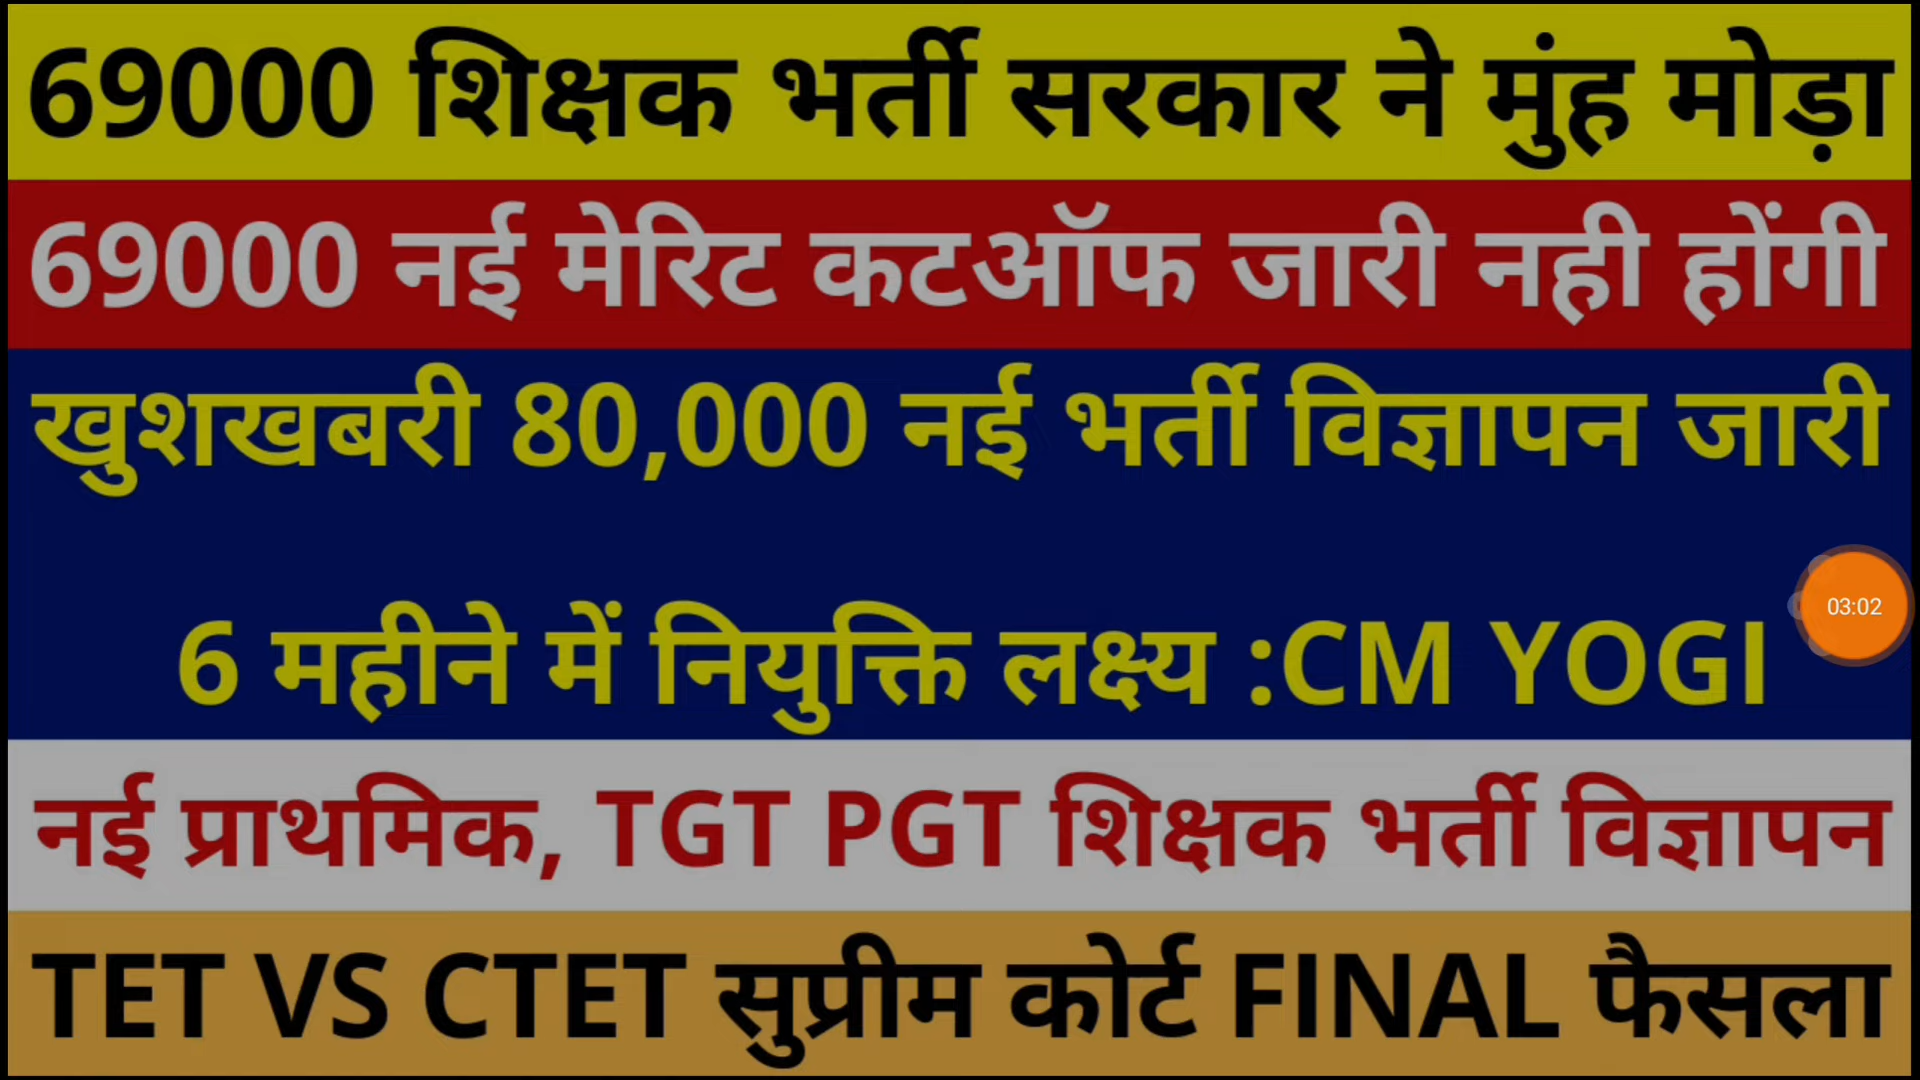 69000 शिक्षक भर्ती सरकार ने मुंह मोड़ा
69000 नई मेरिट कटऑफ जारी नही होंगी
खुशखबरी 80,000 नई भर्ती विज्ञापन जारी
6 महीने में नियुक्ति लक्ष्य :CM YOGI
03:02
नई प्राथमिक, TGT PGT शिक्षक भर्ती विज्ञापन
TET VS CTET सुप्रीम कोर्ट FINAL फैसला